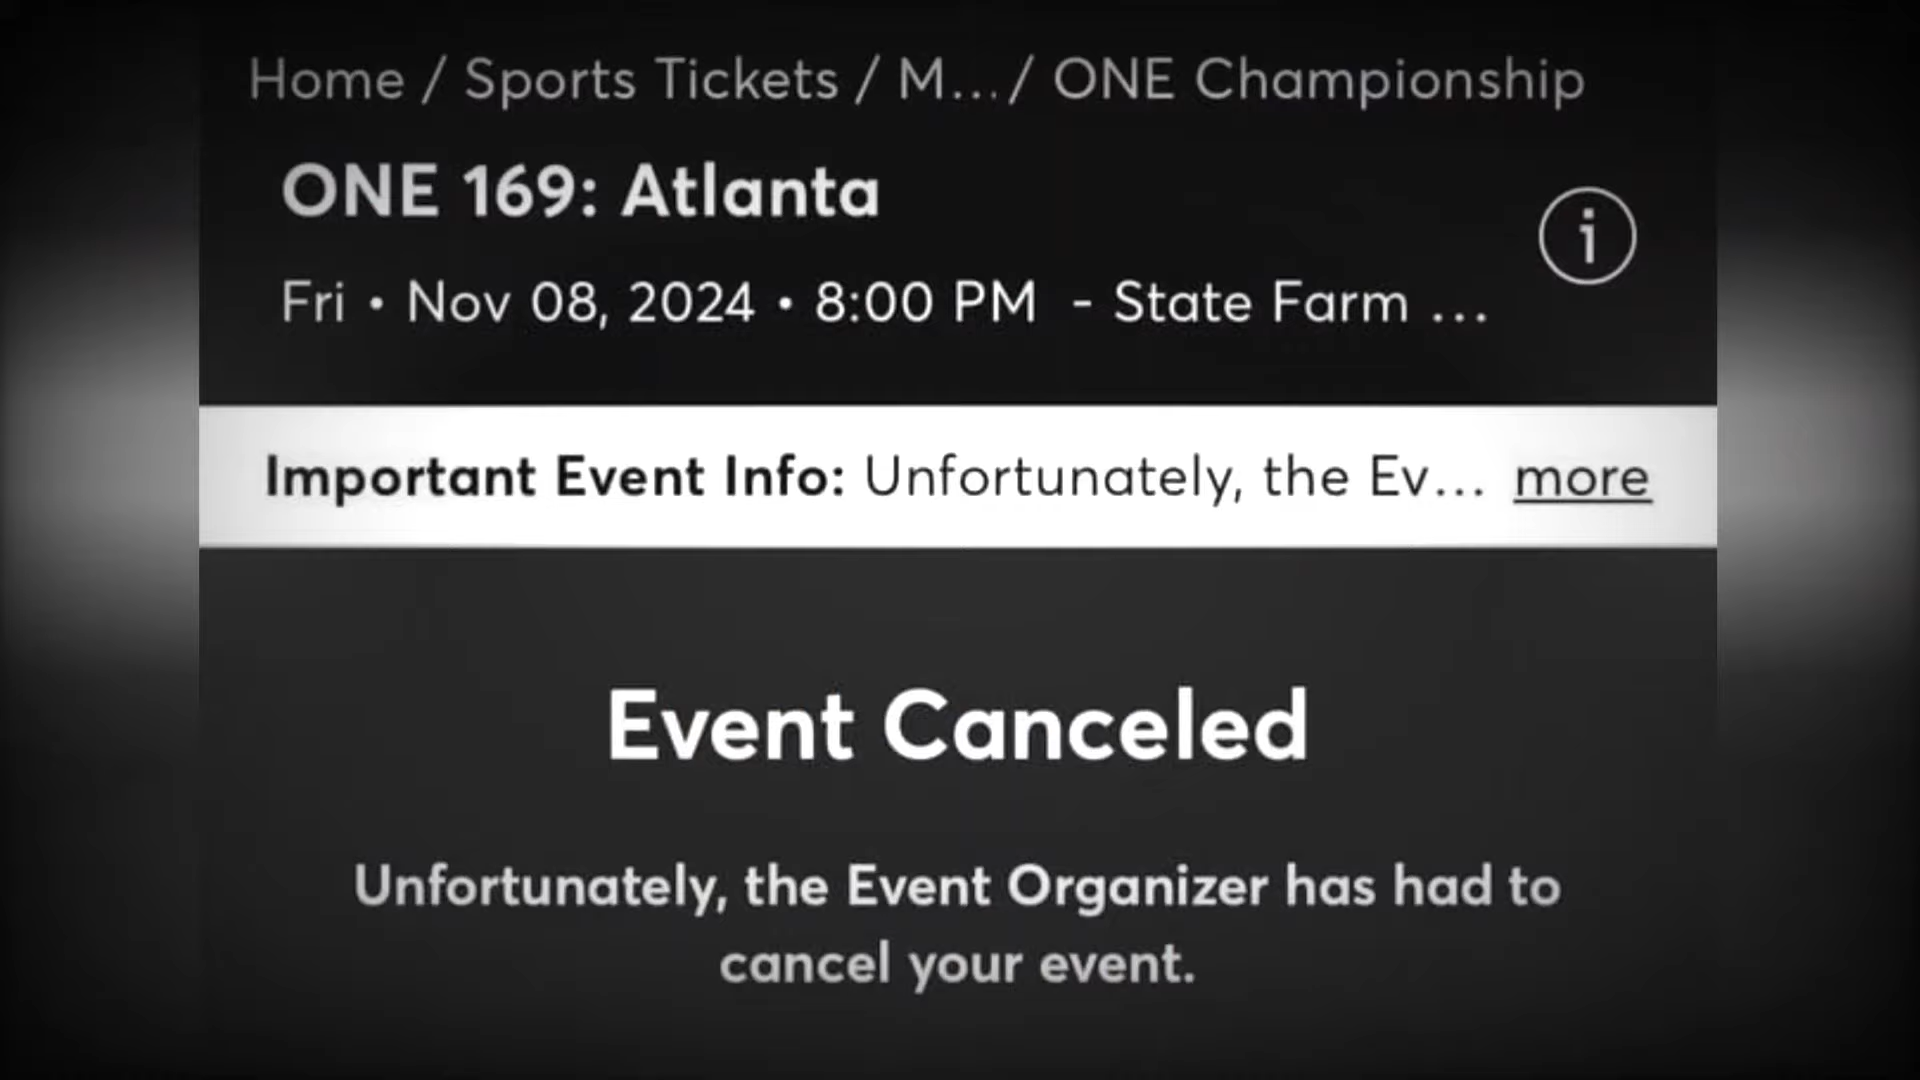 Home / Sports Tickets / M... / ONE Championship
ONE 169: Atlanta
i
Fri • Nov 08, 2024 • 8:00 PM - State Farm ...
Important Event Info: Unfortunately, the Ev... more
Event Canceled
Unfortunately, the Event Organizer has had to
cancel your event.